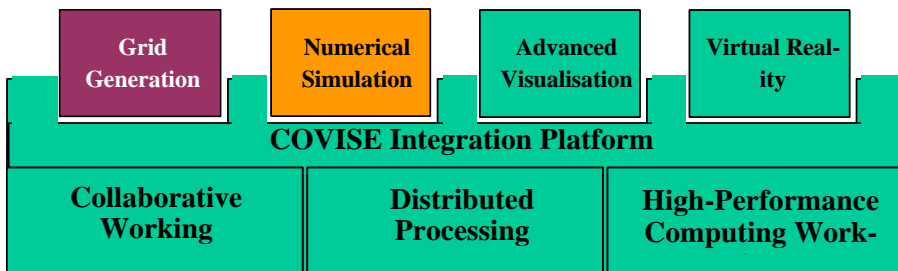 Grid
Generation
Numerical
Simulation
Advanced
Visualisation
Virtual Real-
ity
COVISE Integration Platform
Collaborative
Working
Distributed
Processing
High-Performance
Computing Work-